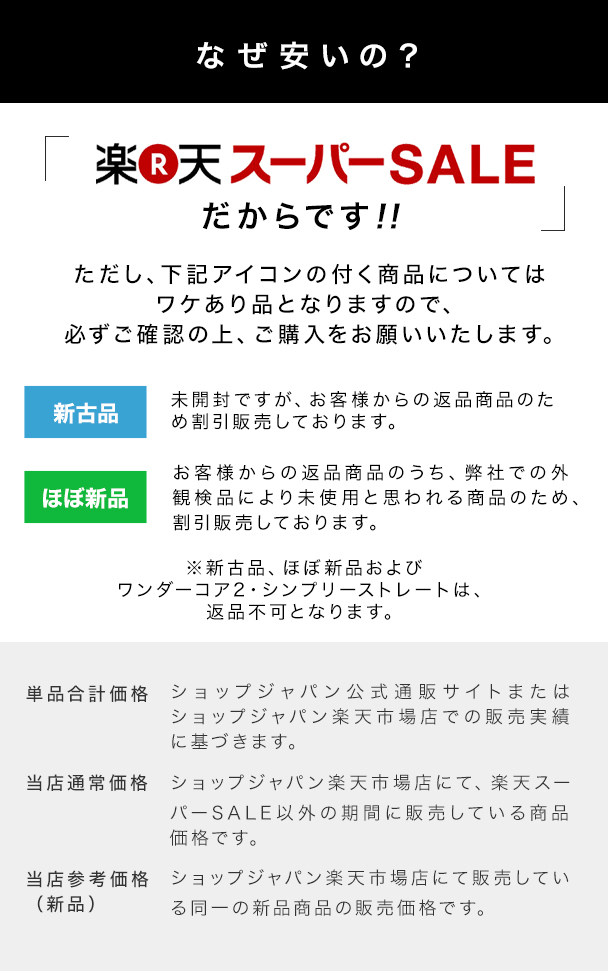 なぜ安いの？
「楽R天スーパーSALE
だからです!!」
ただし、下記アイコンの付く商品については
ワケあり品となりますので、
必ずご確認の上、ご購入をお願いいたします。
新古品
未開封ですが、お客様からの返品商品のた
め割引販売しております。
ほぼ新品
お客様からの返品商品のうち、弊社での外
観検品により未使用と思われる商品のため、
割引販売しております。
※新古品、ほぼ新品および
ワンダーコア2・シンプリーストレートは、
返品不可となります。
単品合計価格
ショップジャパン公式通販サイトまたは
ショップジャパン楽天市場店での販売実績
に基づきます。
当店通常価格
ショップジャパン楽天市場店にて、楽天スー
パーSALE以外の期間に販売している商品
価格です。
当店参考価格
（新品）
ショップジャパン楽天市場店にて販売してい
る同一の新品商品の販売価格です。